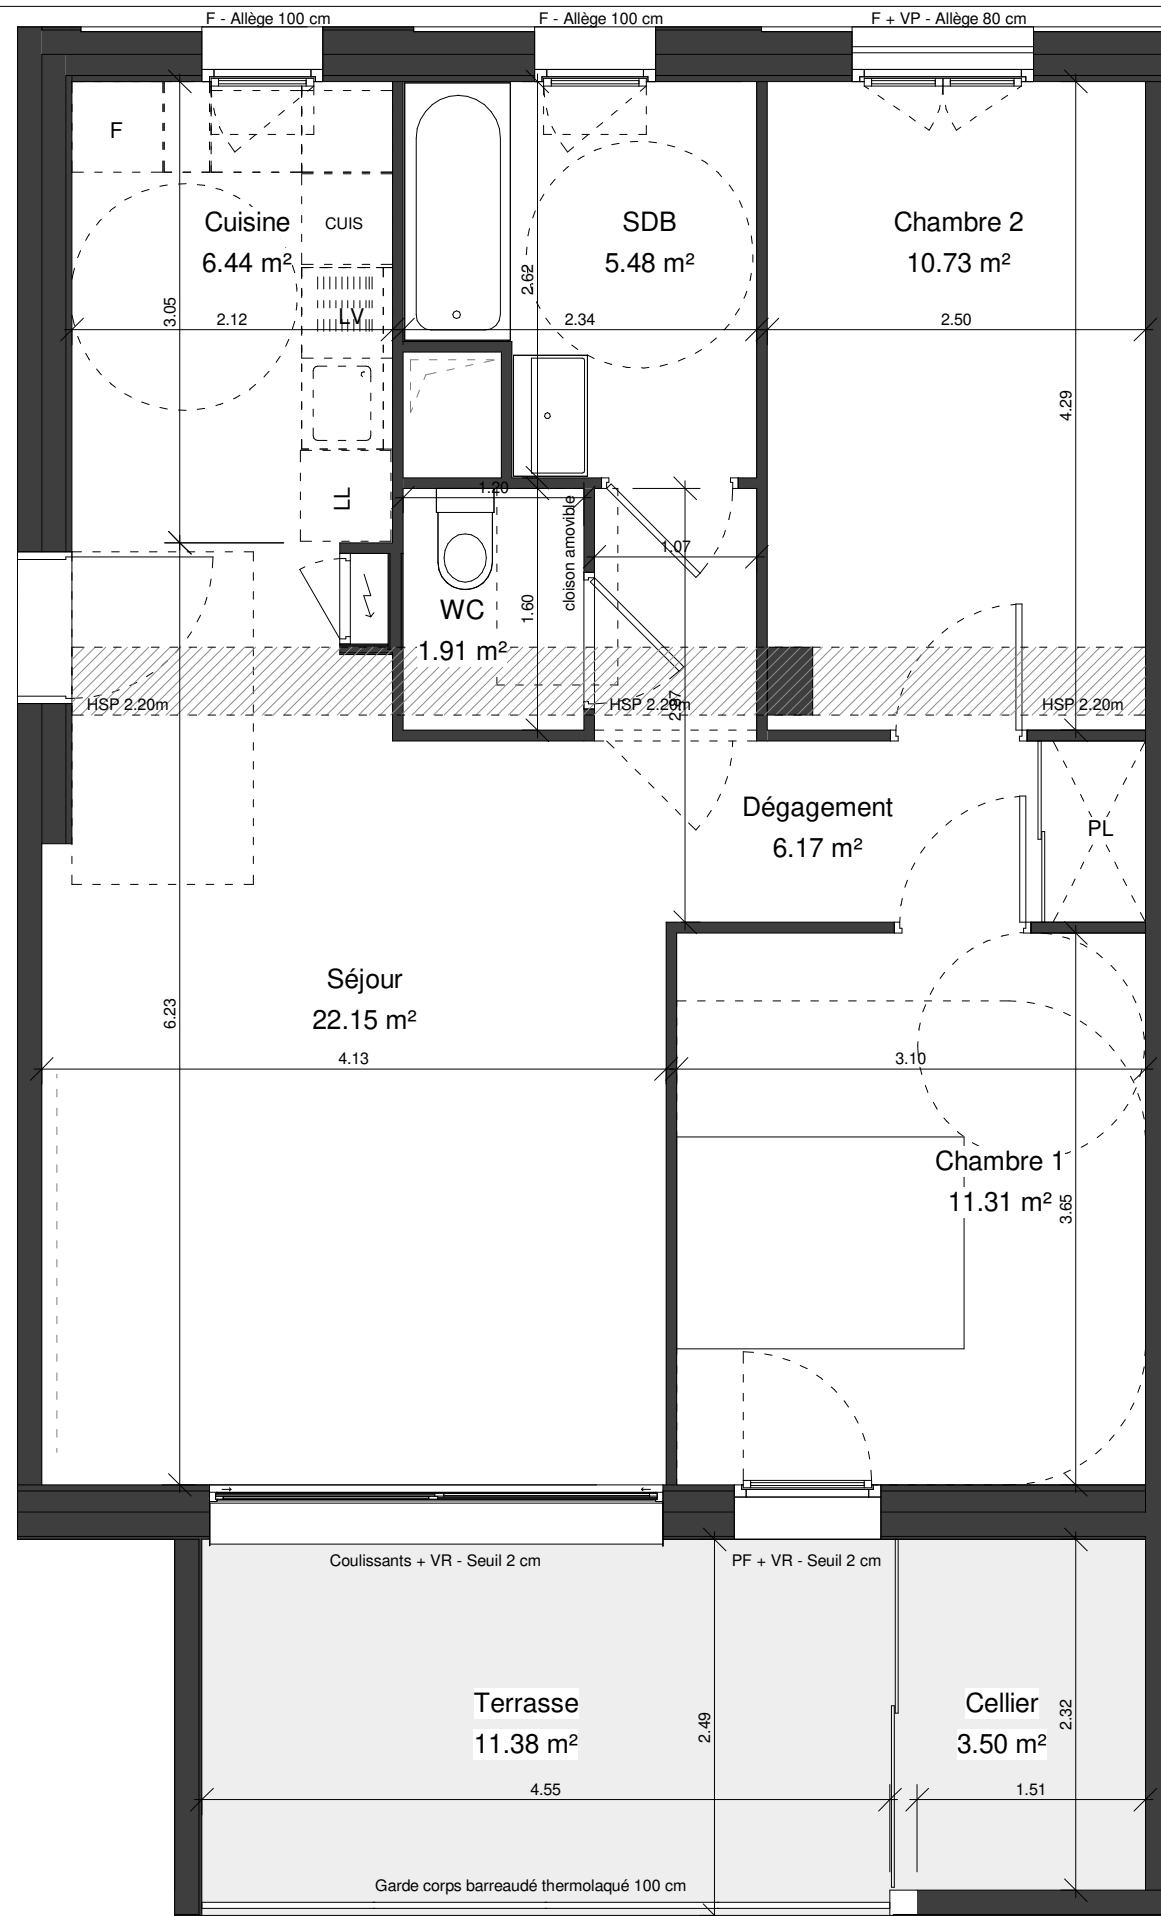 F - Allège 100 cm
F - Allège 100 cm
F + VP - Allège 80 cm
F
Cuisine
6.44 m²
CUIS
SDB
5.48 m²
Chambre 2
10.73 m²
3.05
2.12
LV
2.62
2.34
2.50
4.29
LL
1.20
cloison amovible
1.07
WC
1.91 m²
1.60
2.97
HSP 2.20m
HSP 2.20m
HSP 2.20m
Dégagement
6.17 m²
PL
Séjour
22.15 m²
6.23
4.13
3.10
Chambre 1
11.31 m²
3.65
Coulissants + VR - Seuil 2 cm
PF + VR - Seuil 2 cm
Terrasse
11.38 m²
2.49
Cellier
3.50 m²
2.32
4.55
1.51
Garde corps barreaudé thermolaqué 100 cm